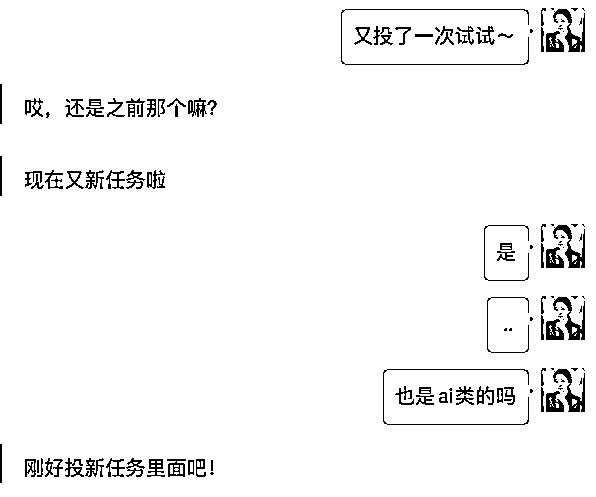 又投了一次试试～
哎，还是之前那个嘛？
现在又新任务啦
是
..
也是ai类的吗
刚好投新任务里面吧！